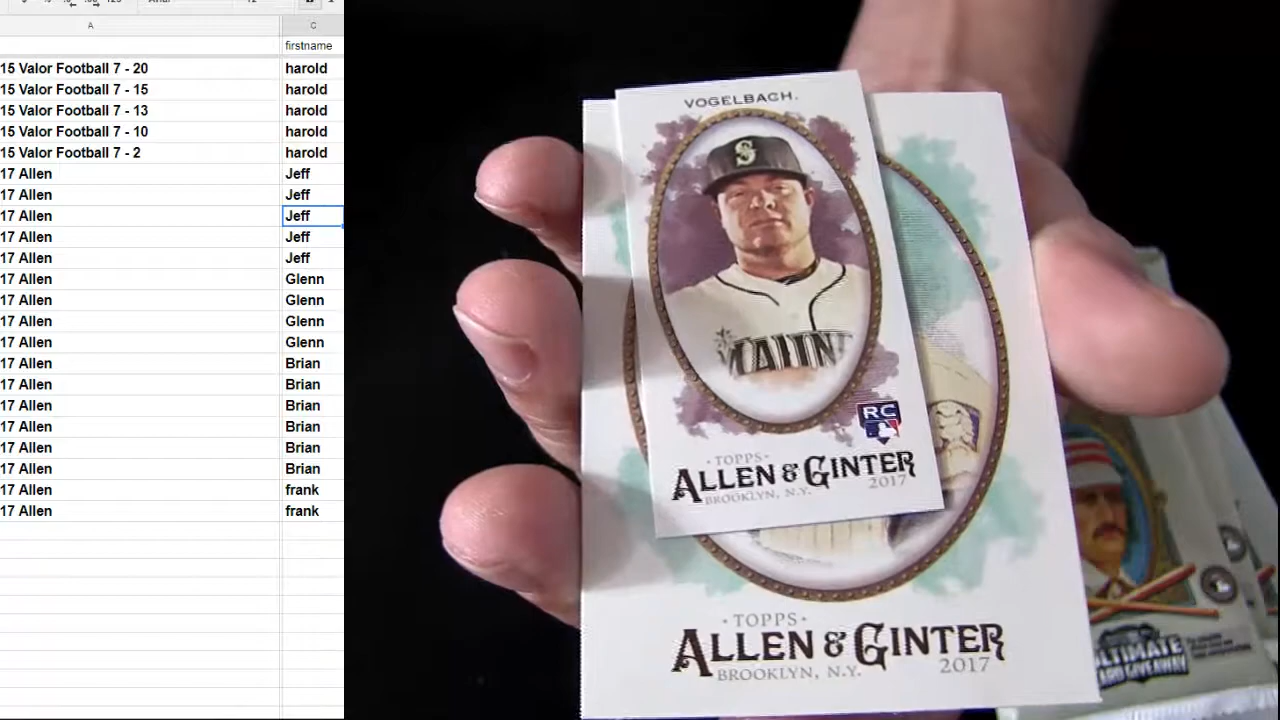 A
C
firstname
15 Valor Football 7 - 20 harold
15 Valor Football 7 - 15 harold
15 Valor Football 7 - 13 harold
15 Valor Football 7 - 10 harold
15 Valor Football 7 - 2 harold
17 Allen Jeff
17 Allen Jeff
17 Allen Jeff
17 Allen Jeff
17 Allen Jeff
17 Allen Glenn
17 Allen Glenn
17 Allen Glenn
17 Allen Glenn
17 Allen Brian
17 Allen Brian
17 Allen Brian
17 Allen Brian
17 Allen Brian
17 Allen Brian
17 Allen frank
17 Allen frank
VOGELBACH.
S
RC
·TOPPS·
ALLEN & GINTER
BROOKLYN, N.Y. 2017
·TOPPS·
ALLEN & GINTER
BROOKLYN, N.Y. 2017